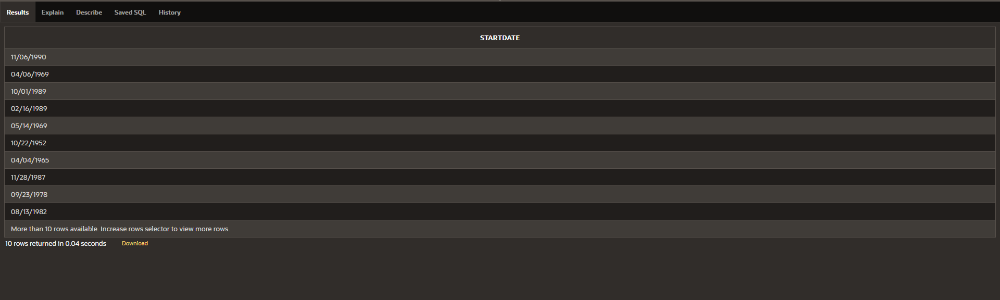 Results Explain Describe Saved SQL History
STARTDATE
11/06/1990
04/06/1969
10/01/1989
02/16/1989
05/14/1969
10/22/1952
04/04/1965
11/28/1987
09/23/1978
08/13/1982
More than 10 rows available. Increase rows selector to view more rows.
10 rows returned in 0.04 seconds Download